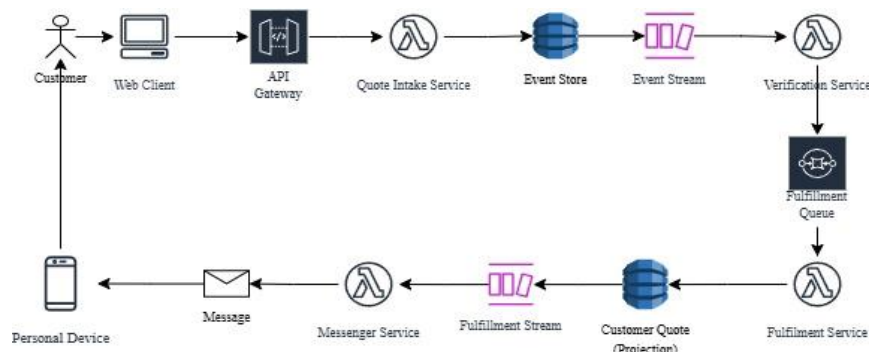 Customer
Web Client
API
Gateway
Quote Intake Service
Event Store
Event Stream
Verification Service
Fulfillment
Queue
Personal Device
Message
Messenger Service
Fulfillment Stream
Customer Quote
(Projection)
Fulfilment Service